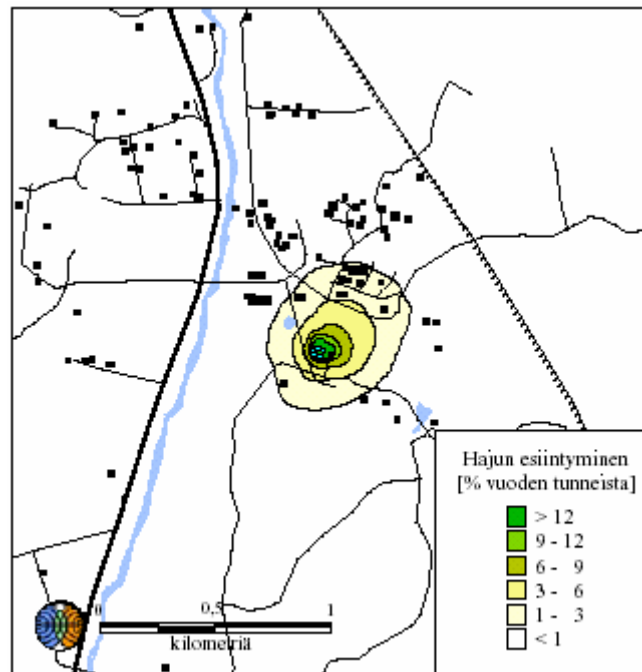 Hajun esiintyminen
[% vuoden tunneista]
> 12
9 - 12
6 - 9
3 - 6
1 - 3
< 1
0 0,5 1
kilometriä